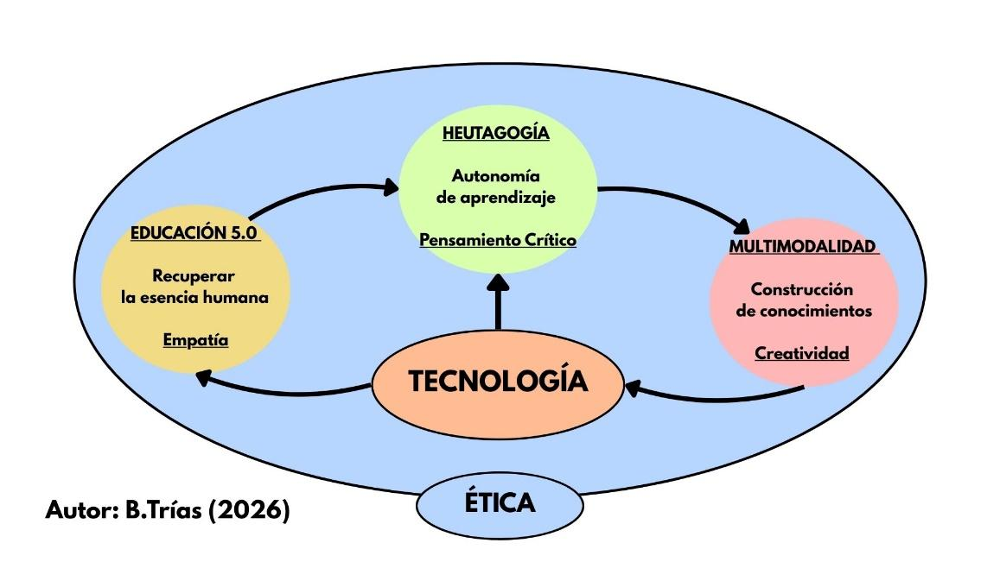 HEUTAGOGÍA
Autonomía
de aprendizaje
Pensamiento Crítico
EDUCACIÓN 5.0
Recuperar
la esencia humana
Empatía
MULTIMODALIDAD
Construcción
de conocimientos
Creatividad
TECNOLOGÍA
ÉTICA
Autor: B.Trías (2026)